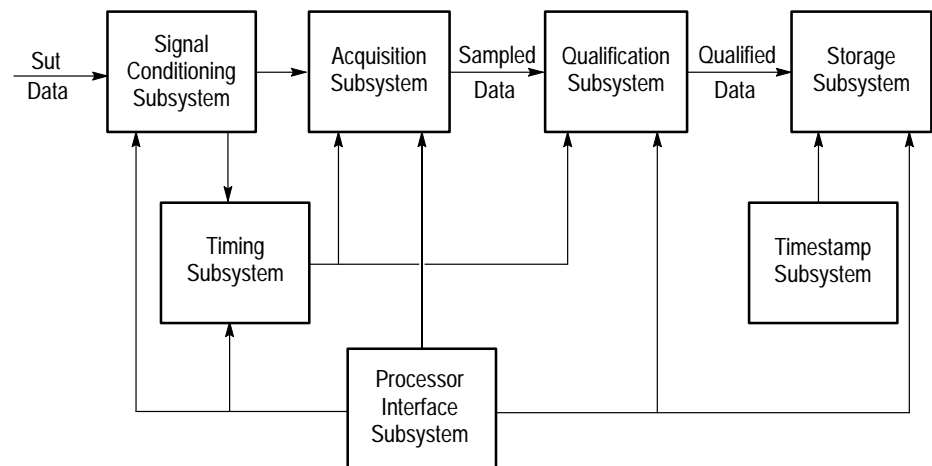 Sut
Data
Signal
Conditioning
Subsystem
Acquisition
Subsystem
Sampled
Data
Qualification
Subsystem
Qualified
Data
Storage
Subsystem
Timing
Subsystem
Timestamp
Subsystem
Processor
Interface
Subsystem